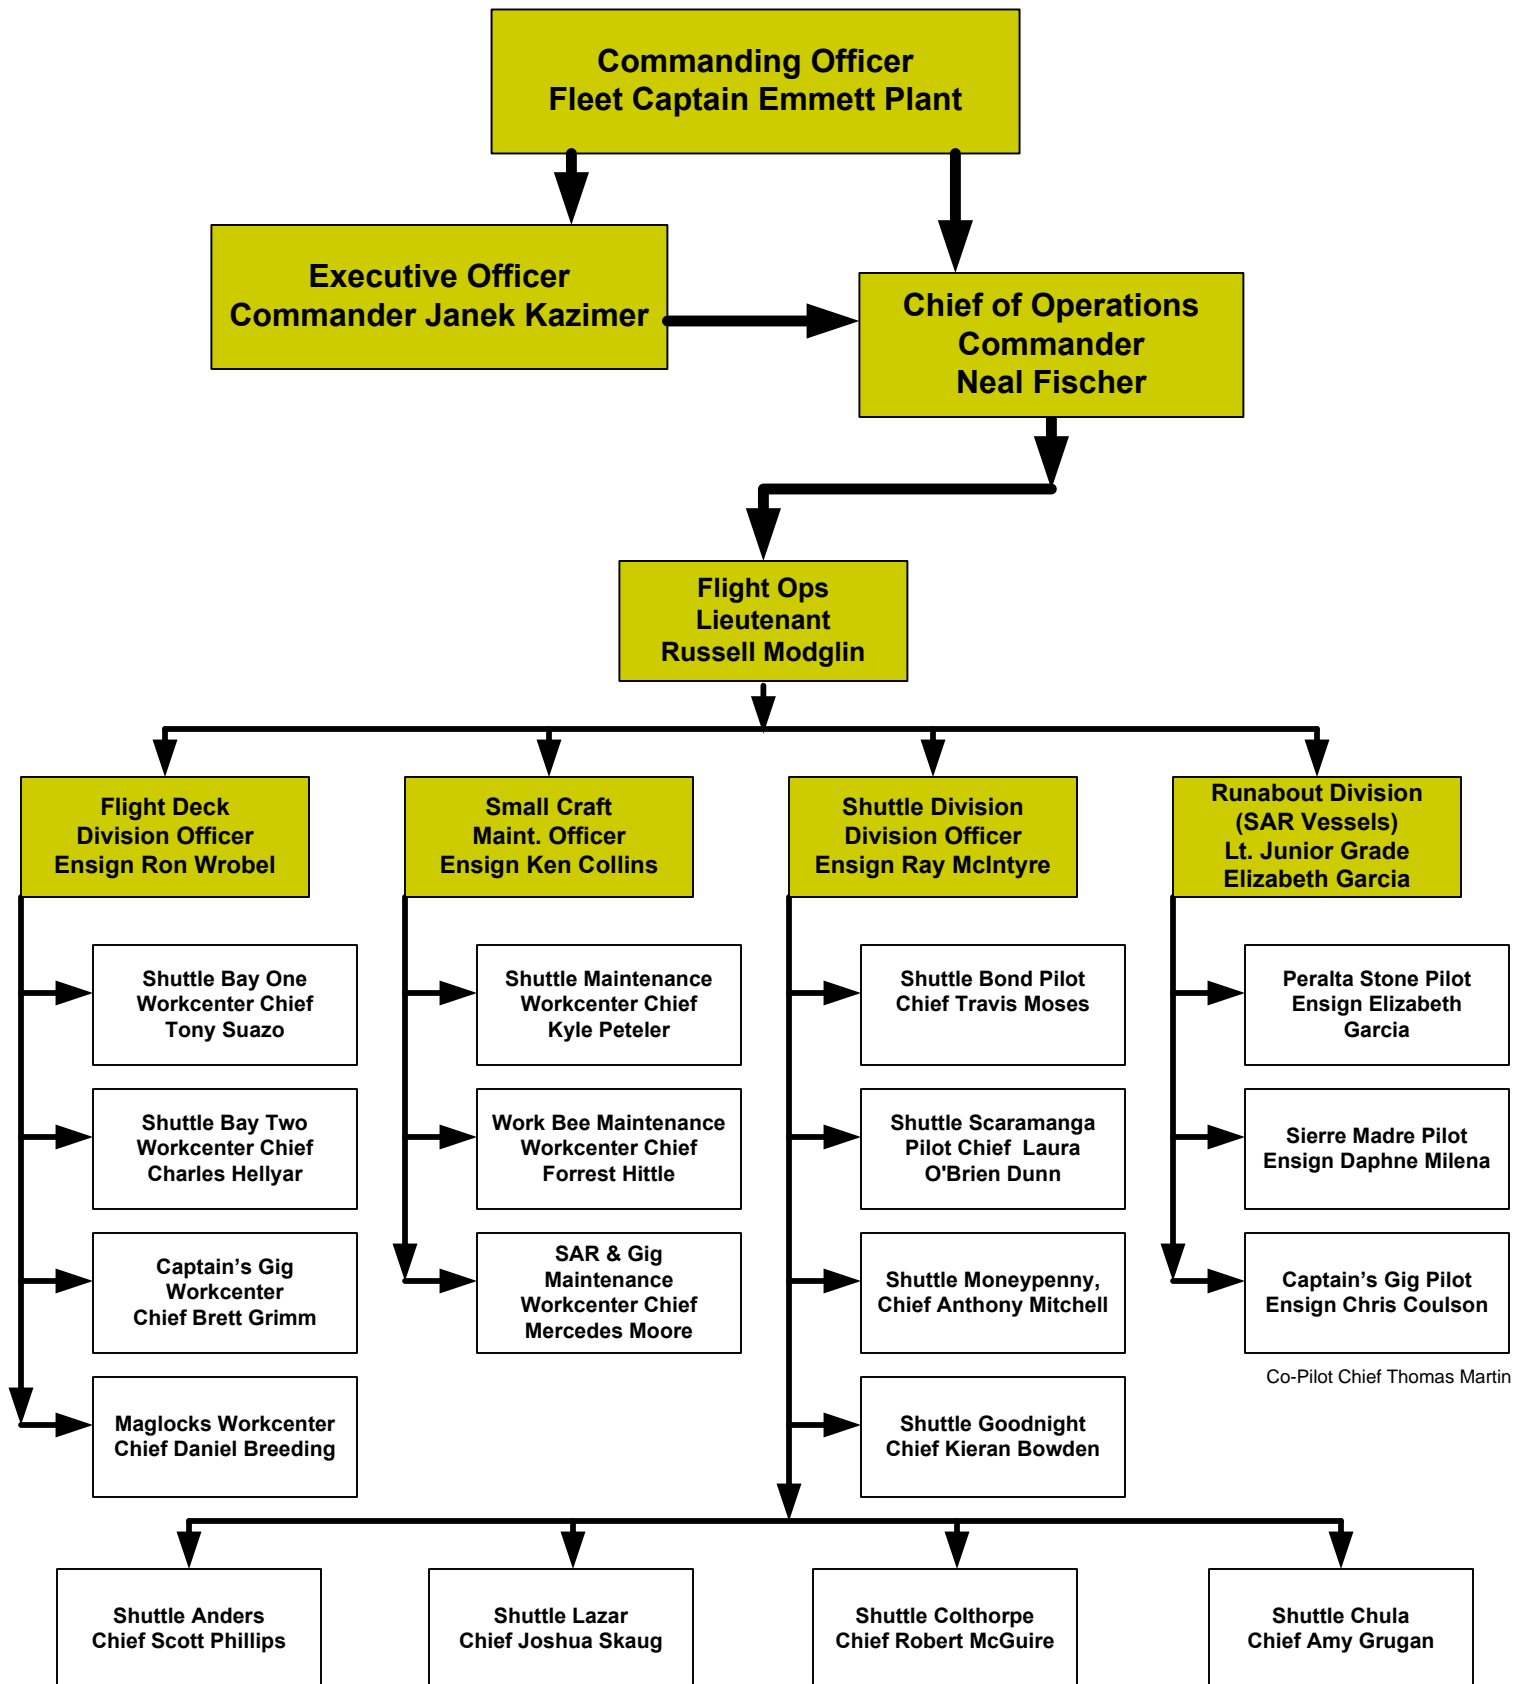 Commanding Officer
Fleet Captain Emmett Plant
Executive Officer
Commander Janek Kazimer
Chief of Operations
Commander
Neal Fischer
Flight Ops
Lieutenant
Russell Modglin
Flight Deck
Division Officer
Ensign Ron Wrobel
Small Craft
Maint. Officer
Ensign Ken Collins
Shuttle Division
Division Officer
Ensign Ray McIntyre
Runabout Division
(SAR Vessels)
Lt. Junior Grade
Elizabeth Garcia
Shuttle Bay One
Workcenter Chief
Tony Suazo
Shuttle Maintenance
Workcenter Chief
Kyle Peteler
Shuttle Bond Pilot
Chief Travis Moses
Peralta Stone Pilot
Ensign Elizabeth
Garcia
Shuttle Bay Two
Workcenter Chief
Charles Hellyar
Work Bee Maintenance
Workcenter Chief
Forrest Hittle
Shuttle Scaramanga
Pilot Chief  Laura
O'Brien Dunn
Sierre Madre Pilot
Ensign Daphne Milena
Captain’s Gig
Workcenter
Chief Brett Grimm
SAR & Gig
Maintenance
Workcenter Chief
Mercedes Moore
Shuttle Moneypenny,
Chief Anthony Mitchell
Captain’s Gig Pilot
Ensign Chris Coulson
Co-Pilot Chief Thomas Martin
Maglocks Workcenter
Chief Daniel Breeding
Shuttle Goodnight
Chief Kieran Bowden
Shuttle Anders
Chief Scott Phillips
Shuttle Lazar
Chief Joshua Skaug
Shuttle Colthorpe
Chief Robert McGuire
Shuttle Chula
Chief Amy Grugan